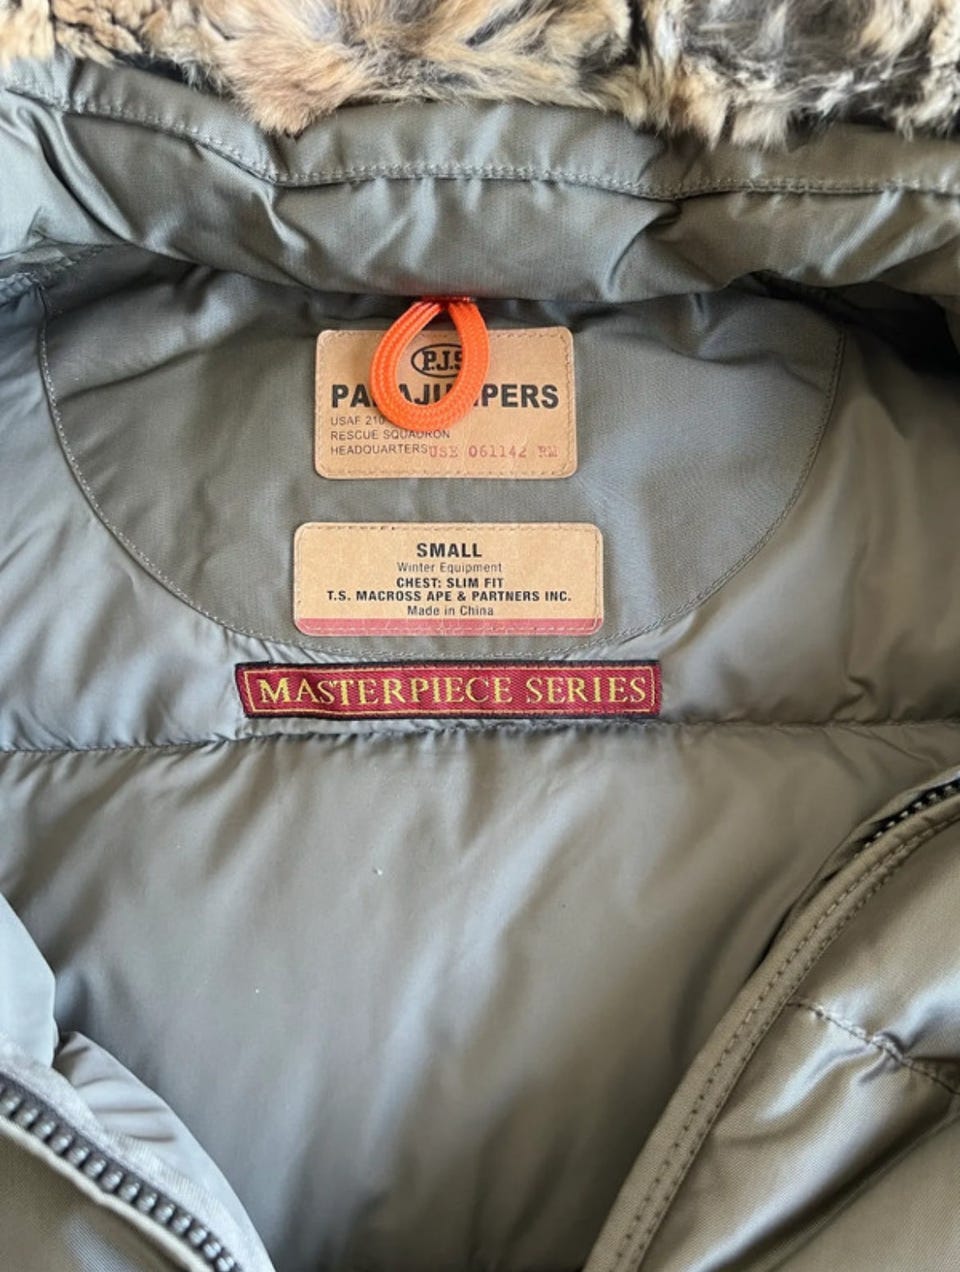 P.J.S
USAF 210
RESCUE SQUADRON
HEADQUARTERS USE 061142 RM
SMALL
Winter Equipment
CHEST: SLIM FIT
T.S. MACROSS APE & PARTNERS INC.
Made in China
MASTERPIECE SERIES